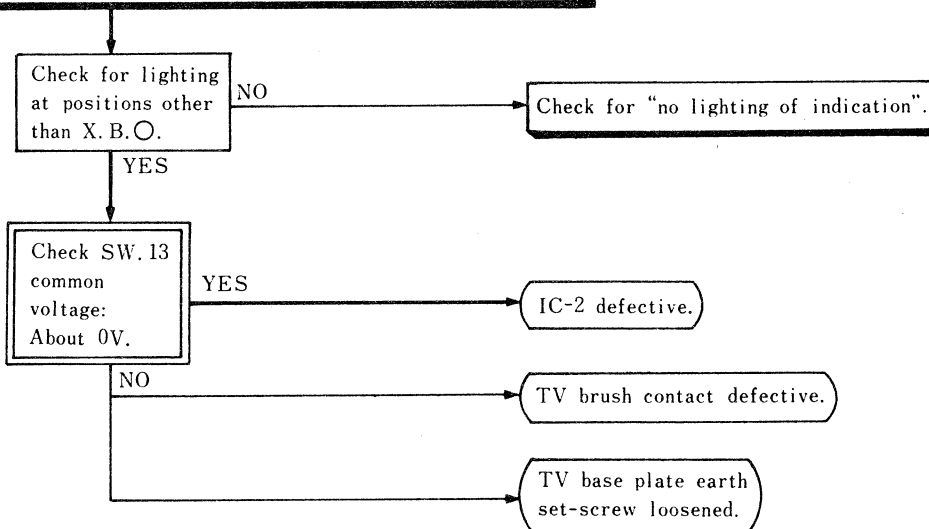 Check for lighting
at positions other
than X. B. ○.
NO
Check for “no lighting of indication”.
YES
Check SW. 13
common
voltage:
About 0V.
YES
IC-2 defective.
NO
TV brush contact defective.
TV base plate earth
set-screw loosened.